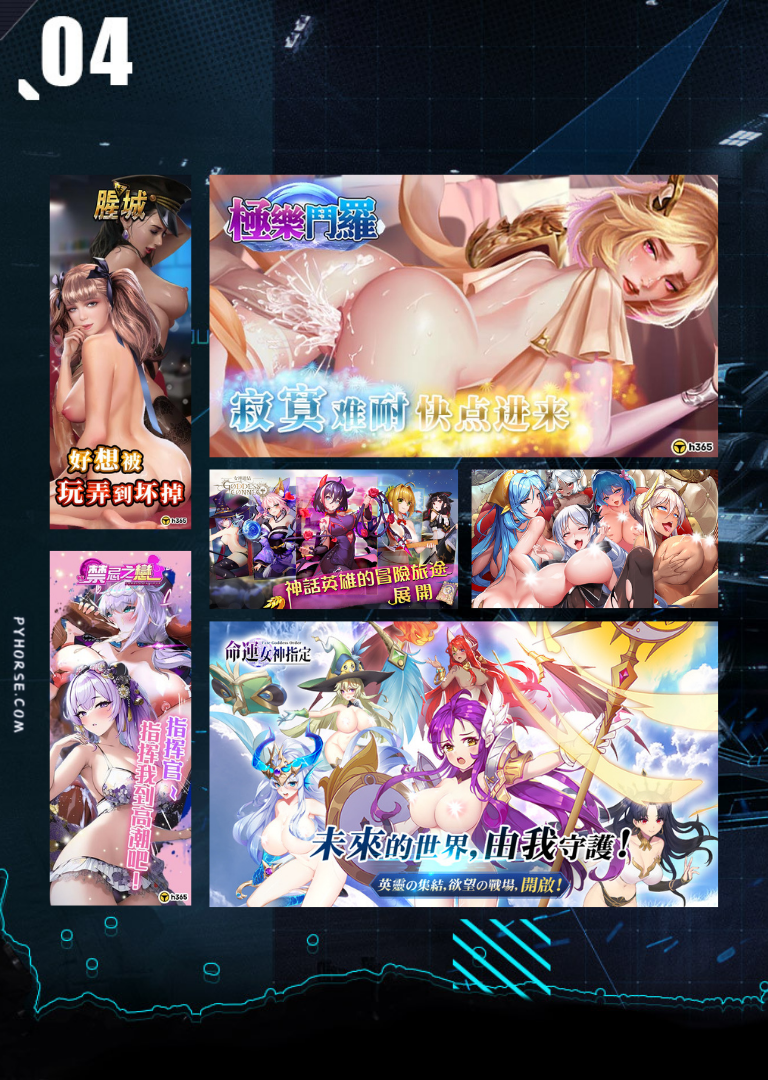 04
腥城
好想被
玩弄到坏掉
h365
極樂鬥羅
寂寞难耐 快点进来
h365
神話英雄的冒險旅途
展開
禁忌之戀
指挥官~
指挥我到高潮吧!
h365
命運女神指定
未來的世界,由我守護!
英靈の集結,欲望の戰場,開啟!
PYHORSE.COM